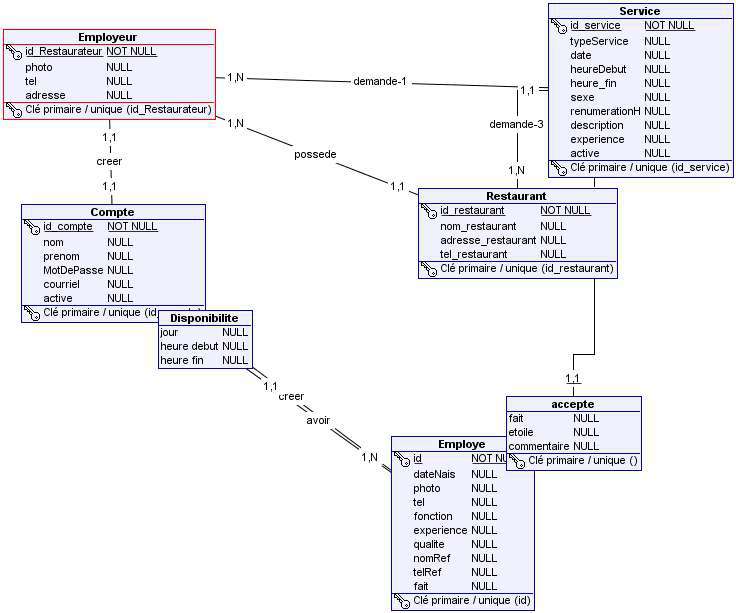 Employeur
id_Restaurateur NOT NULL
photo NULL
tel NULL
adresse NULL
Clé primaire / unique (id_Restaurateur)
Service
id_service NOT NULL
typeService NULL
date NULL
heureDebut NULL
heure_fin NULL
sexe NULL
renumerationH NULL
description NULL
experience NULL
active NULL
Clé primaire / unique (id_service)
1,N
demande-1
1,1
demande-3
1,N
1,N
possede
1,1
1,1
creer
1,1
Restaurant
id_restaurant NOT NULL
nom_restaurant NULL
adresse_restaurant NULL
tel_restaurant NULL
Clé primaire / unique (id_restaurant)
Compte
id_compte NOT NULL
nom NULL
prenom NULL
MotDePasse NULL
courriel NULL
active NULL
Clé primaire / unique (id_
Disponibilite
jour NULL
heure debut NULL
heure fin NULL
1,1
creer
avoir
1,N
1,1
accepte
fait NULL
etoile NULL
commentaire NULL
Clé primaire / unique ()
Employe
id NOT NU
dateNais NULL
photo NULL
tel NULL
fonction NULL
experience NULL
qualite NULL
nomRef NULL
telRef NULL
fait NULL
Clé primaire / unique (id)